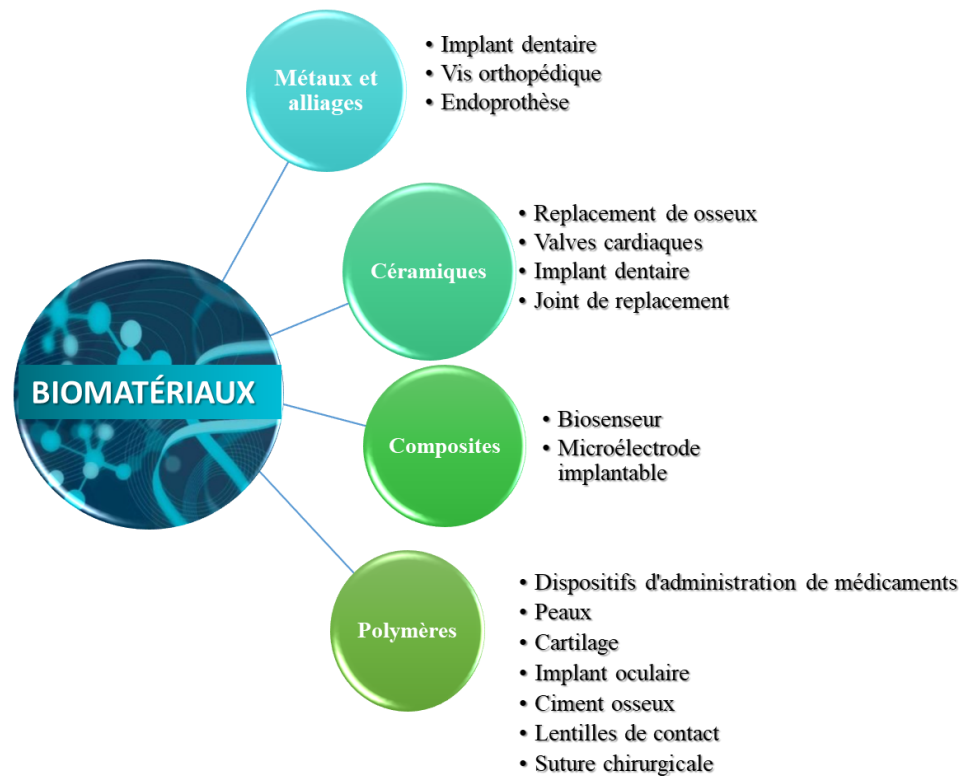 BIOMATÉRIAUX
Métaux et
alliages
• Implant dentaire
• Vis orthopédique
• Endoprothèse
Céramiques
• Replacement de osseux
• Valves cardiaques
• Implant dentaire
• Joint de replacement
Composites
• Biosenseur
• Microélectrode
implantable
Polymères
• Dispositifs d'administration de médicaments
• Peaux
• Cartilage
• Implant oculaire
• Ciment osseux
• Lentilles de contact
• Suture chirurgicale